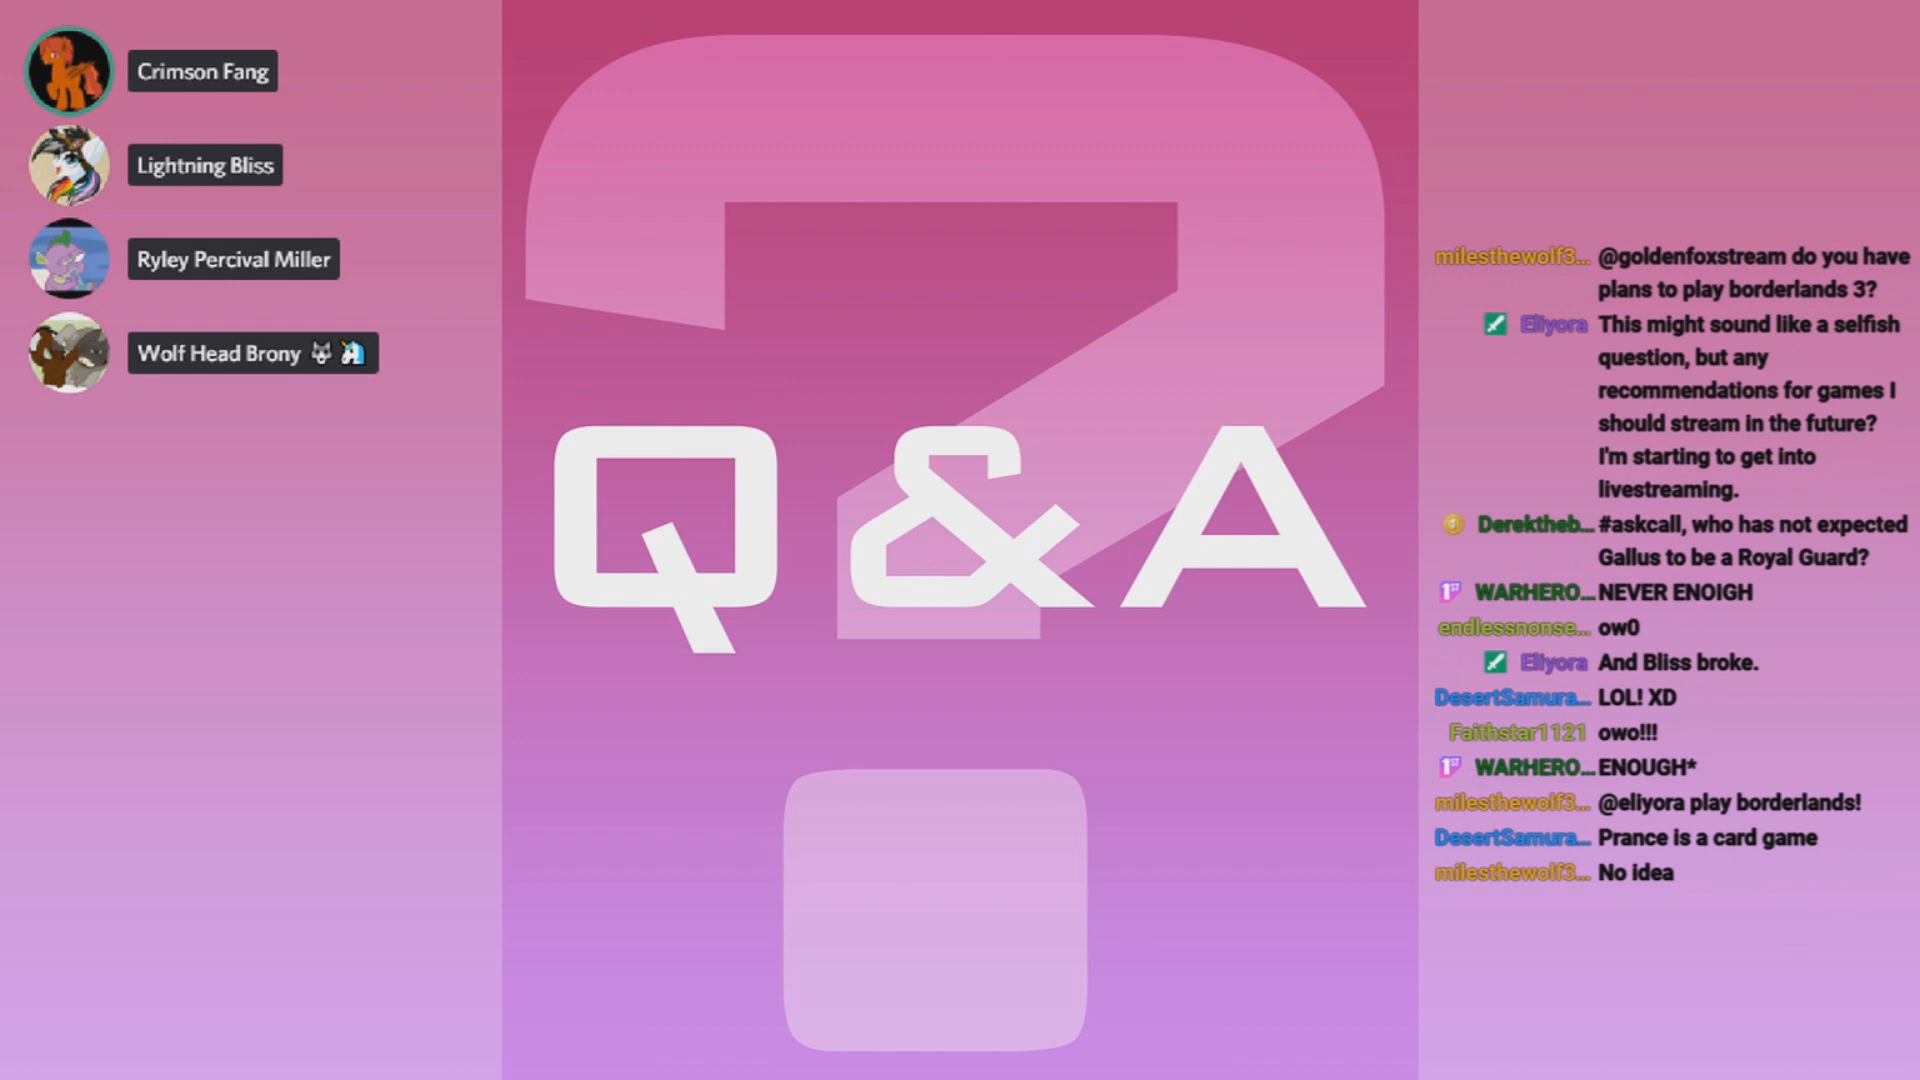 Crimson Fang
Lightning Bliss
Ryley Percival Miller
Wolf Head Brony
Q&A
milesthewolf3... @goldenfoxstream do you have
plans to play borderlands 3?
Eliyora This might sound like a selfish
question, but any
recommendations for games I
should stream in the future?
I'm starting to get into
livestreaming.
Derektheb... #askcall, who has not expected
Gallus to be a Royal Guard?
1ST WARHERO... NEVER ENOIGH
endlessnonse... ow0
Eliyora And Bliss broke.
DesertSamura... LOL! XD
Faithstar1121 owo!!!
1ST WARHERO... ENOUGH*
milesthewolf3... @eliyora play borderlands!
DesertSamura... Prance is a card game
milesthewolf3... No idea